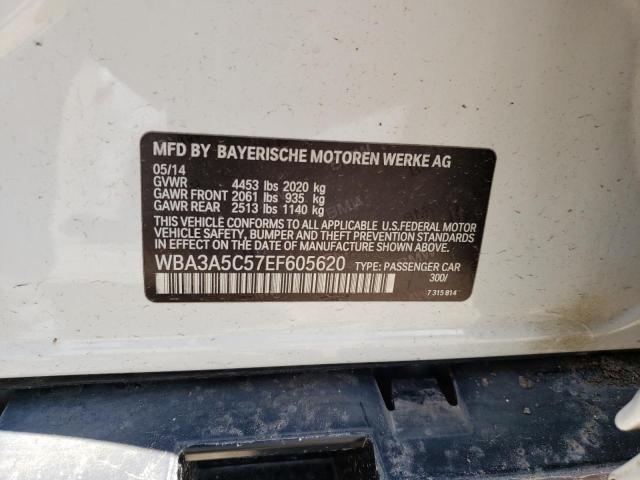 MFD BY BAYERISCHE MOTOREN WERKE AG
05/14
GVWR 4453 lbs 2020 kg
GAWR FRONT 2061 lbs 935 kg
GAWR REAR 2513 lbs 1140 kg
THIS VEHICLE CONFORMS TO ALL APPLICABLE U.S.FEDERAL MOTOR
VEHICLE SAFETY, BUMPER AND THEFT PREVENTION STANDARDS
IN EFFECT ON THE DATE OF MANUFACTURE SHOWN ABOVE.
WBA3A5C57EF605620 TYPE: PASSENGER CAR
300/
7 315 814